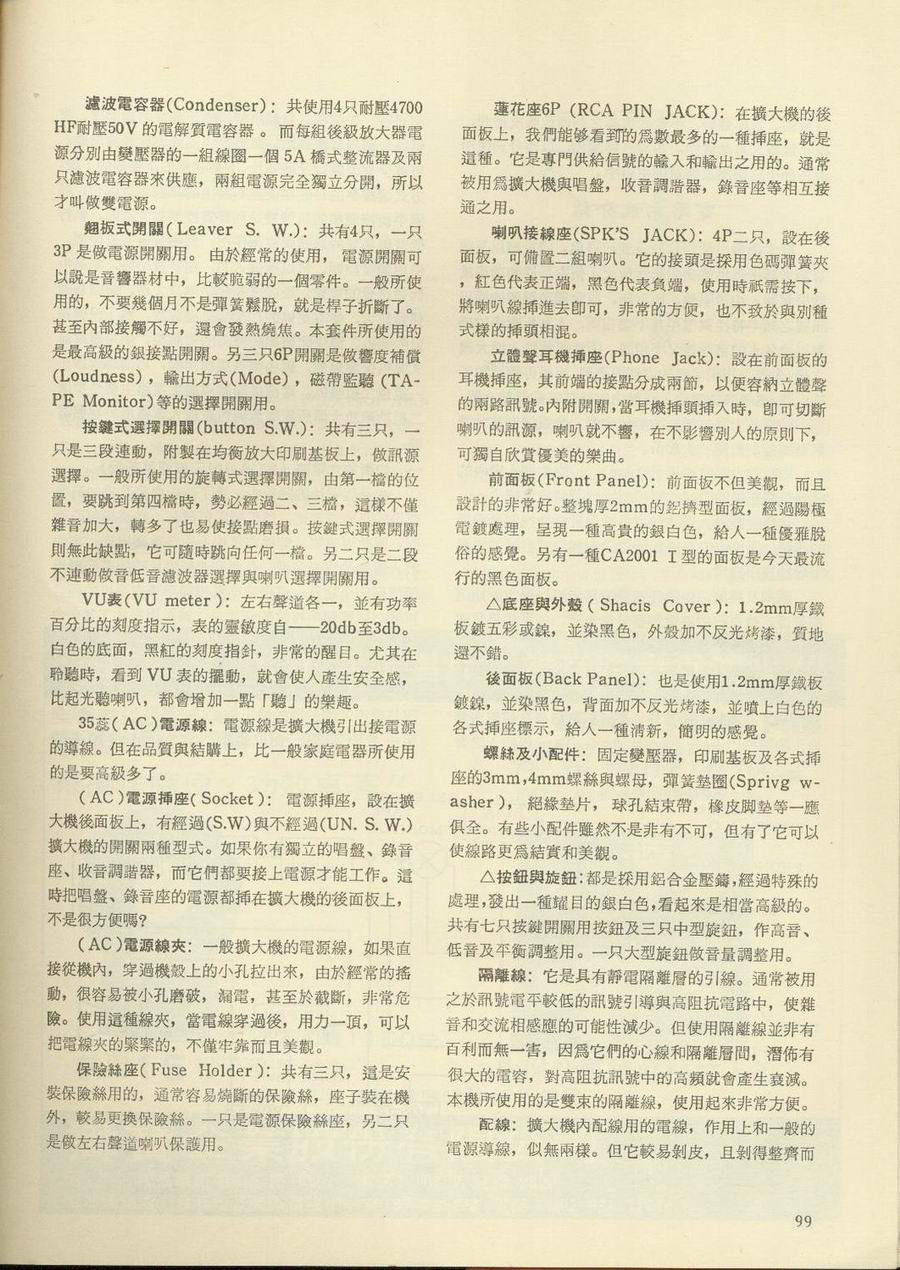 濾波電容器(Condenser)：共使用4只耐壓4700
HF耐壓50V 的電解質電容器 。而每組後級放大器電
源分別由變壓器的一組線圈一個 5A 橋式整流器及兩
只濾波電容器來供應，兩組電源完全獨立分開，所以
才叫做雙電源。
翹板式開關(Leaver S. W.)：共有4只，一只
3P 是做電源開關用。由於經常的使用，電源開關可
以說是音響器材中，比較脆弱的一個零件。一般所使
用的，不要幾個月不是彈簧鬆脫，就是桿子折斷了。
甚至內部接觸不好，還會發熱燒焦。本套件所使用的
是最高級的銀接點開關。另三只6P開關是做響度補償
(Loudness)，輸出方式(Mode)，磁帶監聽 (TA-
PE Monitor)等的選擇開關用。
按鍵式選擇開關(button S.W.)：共有三只，一
只是三段連動，附製在均衡放大印刷基板上，做訊源
選擇。一般所使用的旋轉式選擇開關，由第一檔的位
置，要跳到第四檔時，勢必經過二、三檔，這樣不僅
雜音加大，轉多了也易使接點磨損。按鍵式選擇開關
則無此缺點，它可隨時跳向任何一檔。另二只是二段
不連動做音低音濾波器選擇與喇叭選擇開關用。
VU表(VU meter )：左右聲道各一，並有功率
百分比的刻度指示，表的靈敏度自——20db至3db。
白色的底面，黑紅的刻度指針，非常的醒目。尤其在
聆聽時，看到 VU 表的擺動，就會使人產生安全感，
比起光聽喇叭，都會增加一點「聽」的樂趣。
35蕊( AC )電源線：電源線是擴大機引出接電源
的導線。但在品質與結購上，比一般家庭電器所使用
的是要高級多了。
( AC )電源揷座( Socket )： 電源揷座，設在擴
大機後面板上，有經過(S.W)與不經過(UN. S. W.)
擴大機的開關兩種型式。如果你有獨立的唱盤、錄音
座、收音調諧器，而它們都要接上電源才能工作。這
時把唱盤、錄音座的電源都揷在擴大機的後面板上，
不是很方便嗎?
( AC )電源線夾：一般擴大機的電源線，如果直
接從機內，穿過機殼上的小孔拉出來，由於經常的搖
動，很容易被小孔磨破，漏電，甚至於截斷，非常危
險。使用這種線夾，當電線穿過後，用力一頂，可以
把電線夾的緊緊的，不僅牢靠而且美觀。
保險絲座( Fuse Holder )：共有三只，這是安
裝保險絲用的，通常容易燒斷的保險絲，座子裝在機
外，較易更換保險絲。一只是電源保險絲座，另二只
是做左右聲道喇叭保護用。
蓮花座6P (RCA PIN JACK)：在擴大機的後
面板上，我們能够看到的爲數最多的一種揷座，就是
這種。它是專門供給信號的輸入和輸出之用的。通常
被用爲擴大機與唱盤，收音調諧器，錄音座等相互接
通之用。
喇叭接線座(SPK'S JACK)：4P二只，設在後
面板，可備置二組喇叭。它的接頭是採用色碼彈簧夾
，紅色代表正端，黑色代表負端，使用時祇需按下，
將喇叭線揷進去卽可，非常的方便，也不致於與別種
式樣的揷頭相混。
立體聲耳機揷座(Phone Jack)：設在前面板的
耳機揷座，其前端的接點分成兩節，以便容納立體聲
的兩路訊號。內附開關，當耳機揷頭揷入時，卽可切斷
喇叭的訊源，喇叭就不響，在不影響別人的原則下，
可獨自欣賞優美的樂曲。
前面板(Front Panel)：前面板不但美觀，而且
設計的非常好。整塊厚2mm的鋁擠型面板，經過陽極
電鍍處理，呈現一種高貴的銀白色，給人一種優雅脫
俗的感覺。另有一種CA2001 I 型的面板是今天最流
行的黑色面板。
△底座與外殼 ( Shacis Cover )：1.2mm厚鐵
板鍍五彩或鎳，並染黑色，外殼加不反光烤漆，質地
還不錯。
後面板(Back Panel)：也是使用1.2mm厚鐵板
鍍鎳，並染黑色，背面加不反光烤漆，並噴上白色的
各式揷座標示，給人一種淸新，簡明的感覺。
螺絲及小配件：固定變壓器，印刷基板及各式揷
座的3mm，4mm螺絲與螺母，彈簧墊圈(Sprivg w-
asher )，絕緣墊片，球孔結束帶，橡皮脚墊等一應
俱全。有些小配件雖然不是非有不可，但有了它可以
使線路更爲結實和美觀。
△按鈕與旋鈕：都是採用鋁合金壓鑄，經過特殊的
處理，發出一種耀目的銀白色，看起來是相當高級的。
共有七只按鍵開關用按鈕及三只中型旋鈕，作高音、
低音及平衡調整用。一只大型旋鈕做音量調整用。
隔離線：它是具有靜電隔離層的引線。通常被用
之於訊號電平較低的訊號引導與高阻抗電路中，使雜
音和交流相感應的可能性減少。但使用隔離線並非有
百利而無一害，因爲它們的心線和隔離層間，潛佈有
很大的電容，對高阻抗訊號中的高頻就會產生衰減。
本機所使用的是雙束的隔離線，使用起來非常方便。
配線：擴大機內配線用的電線，作用上和一般的
電源導線，似無兩樣。但它較易剝皮，且剝得整齊而
99